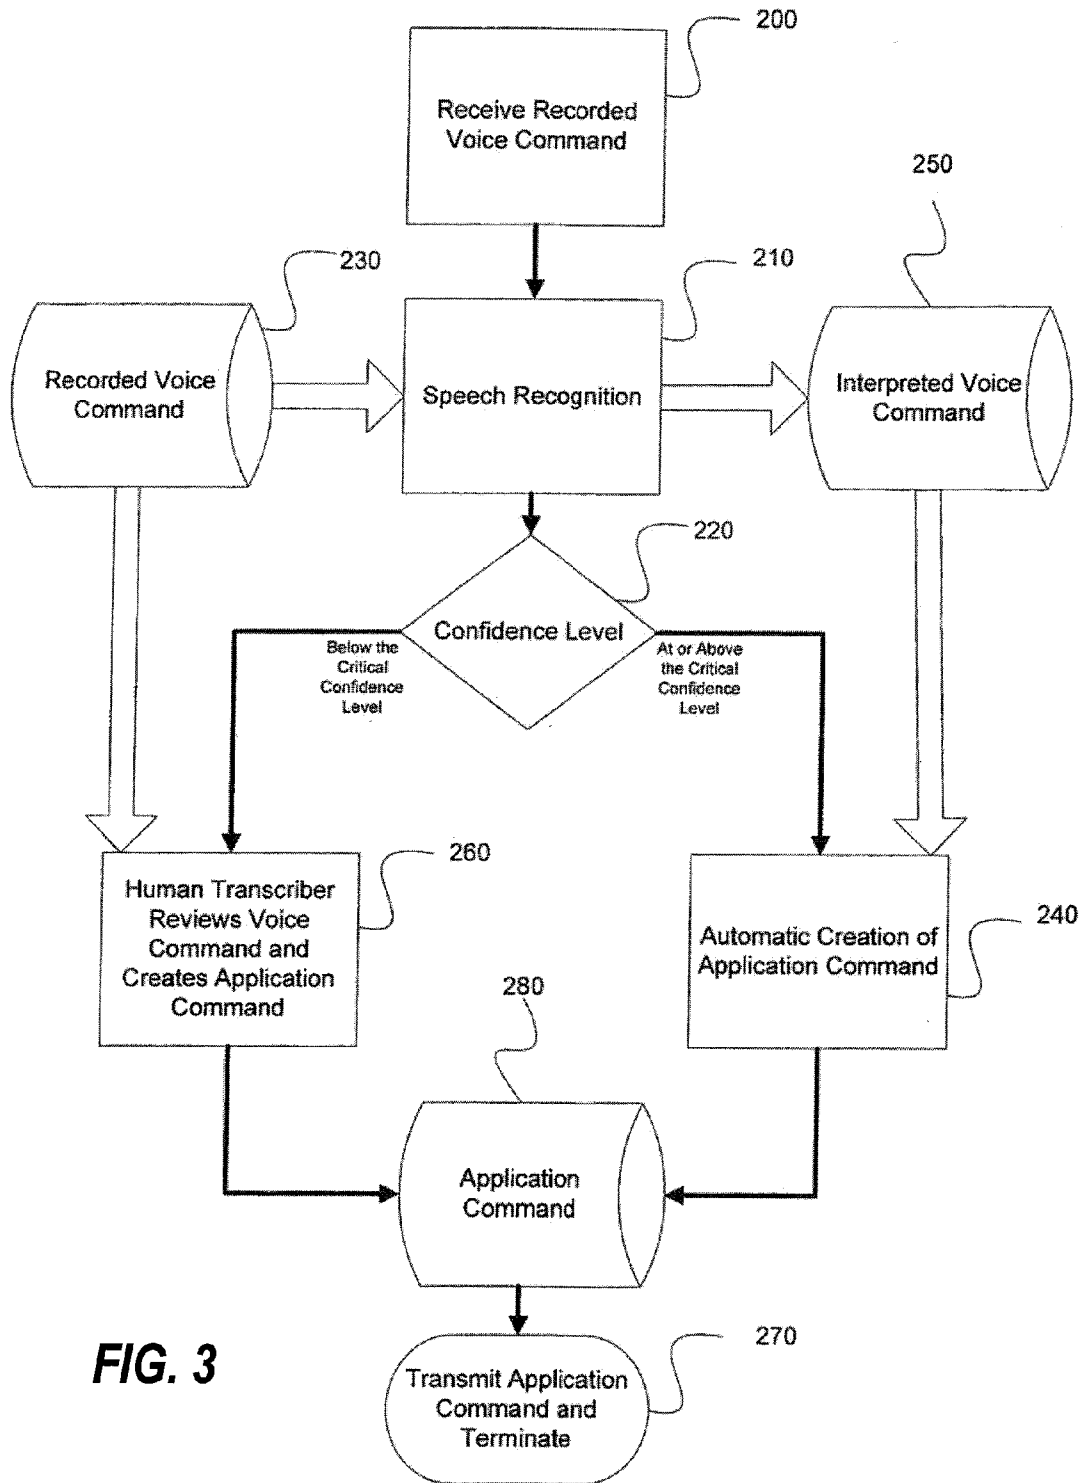 200
Receive Recorded
Voice Command
250
230
210
Recorded Voice
Command
Speech Recognition
Interpreted Voice
Command
220
Confidence Level
Below the
Critical
Confidence
Level
At or Above
the Critical
Confidence
Level
260
Human Transcriber
Reviews Voice
Command and
Creates Application
Command
240
Automatic Creation of
Application Command
280
Application
Command
270
Transmit Application
Command and
Terminate
FIG. 3